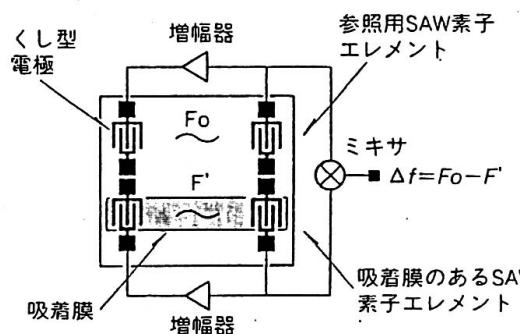 くし型
電極
増幅器
参照用SAW素子
エレメント
Fo
ミキサ
Δf=Fo−F'
F'
吸着膜
増幅器
吸着膜のあるSAW
素子エレメント